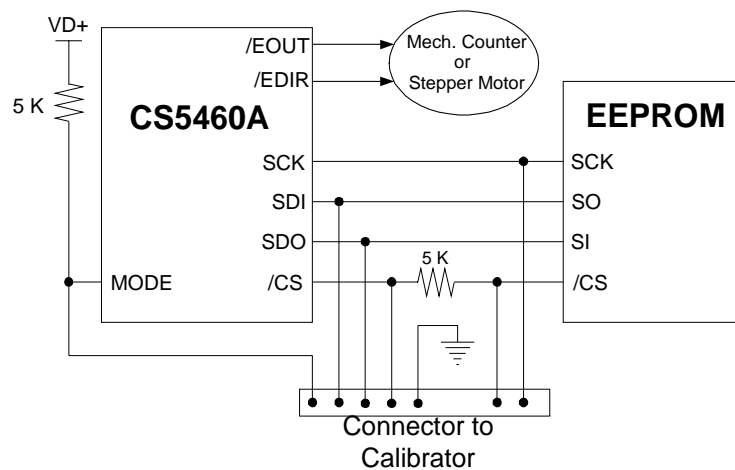 VD+
5 K
CS5460A
/EOUT
/EDIR
SCK
SDI
SDO
/CS
MODE
Mech. Counter
or
Stepper Motor
5 K
EEPROM
SCK
SO
SI
/CS
Connector to
Calibrator